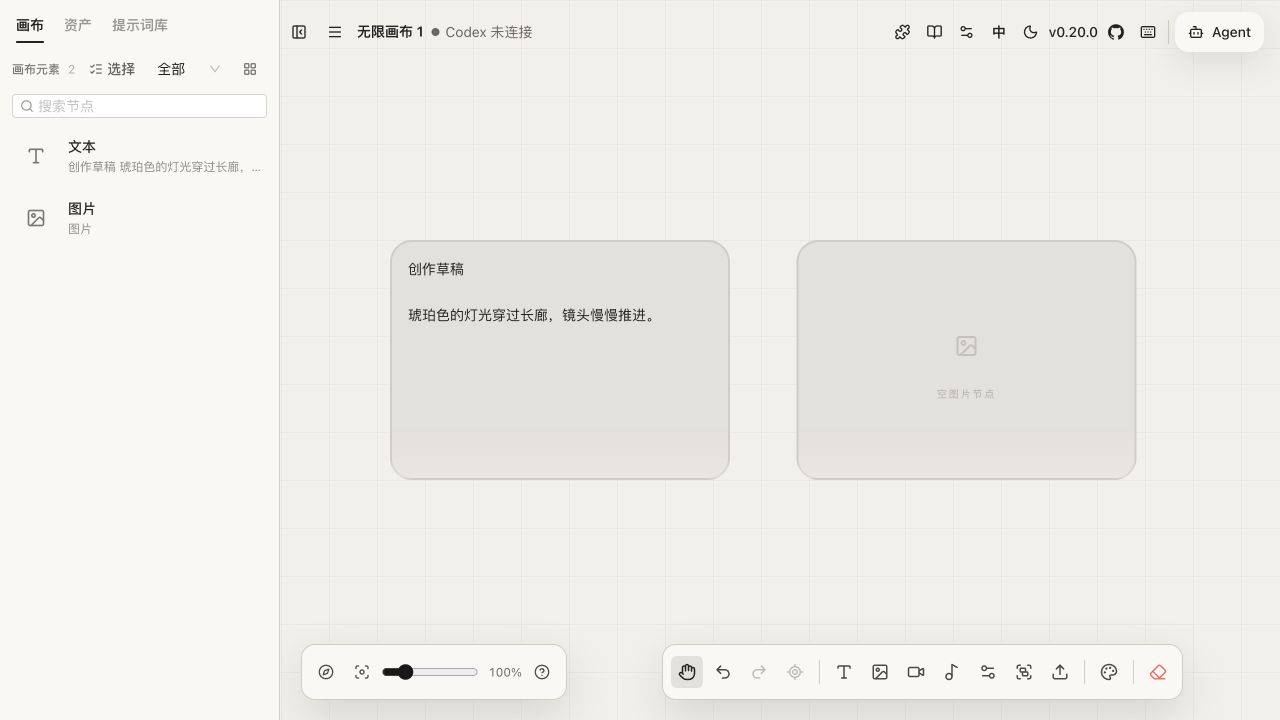 画布 资产 提示词库
画布元素 2 选择 全部
搜索节点
文本
创作草稿 琥珀色的灯光穿过长廊，...
图片
图片
无限画布 1 Codex 未连接 中 v0.20.0 Agent
创作草稿
琥珀色的灯光穿过长廊，镜头慢慢推进。
空图片节点
100%